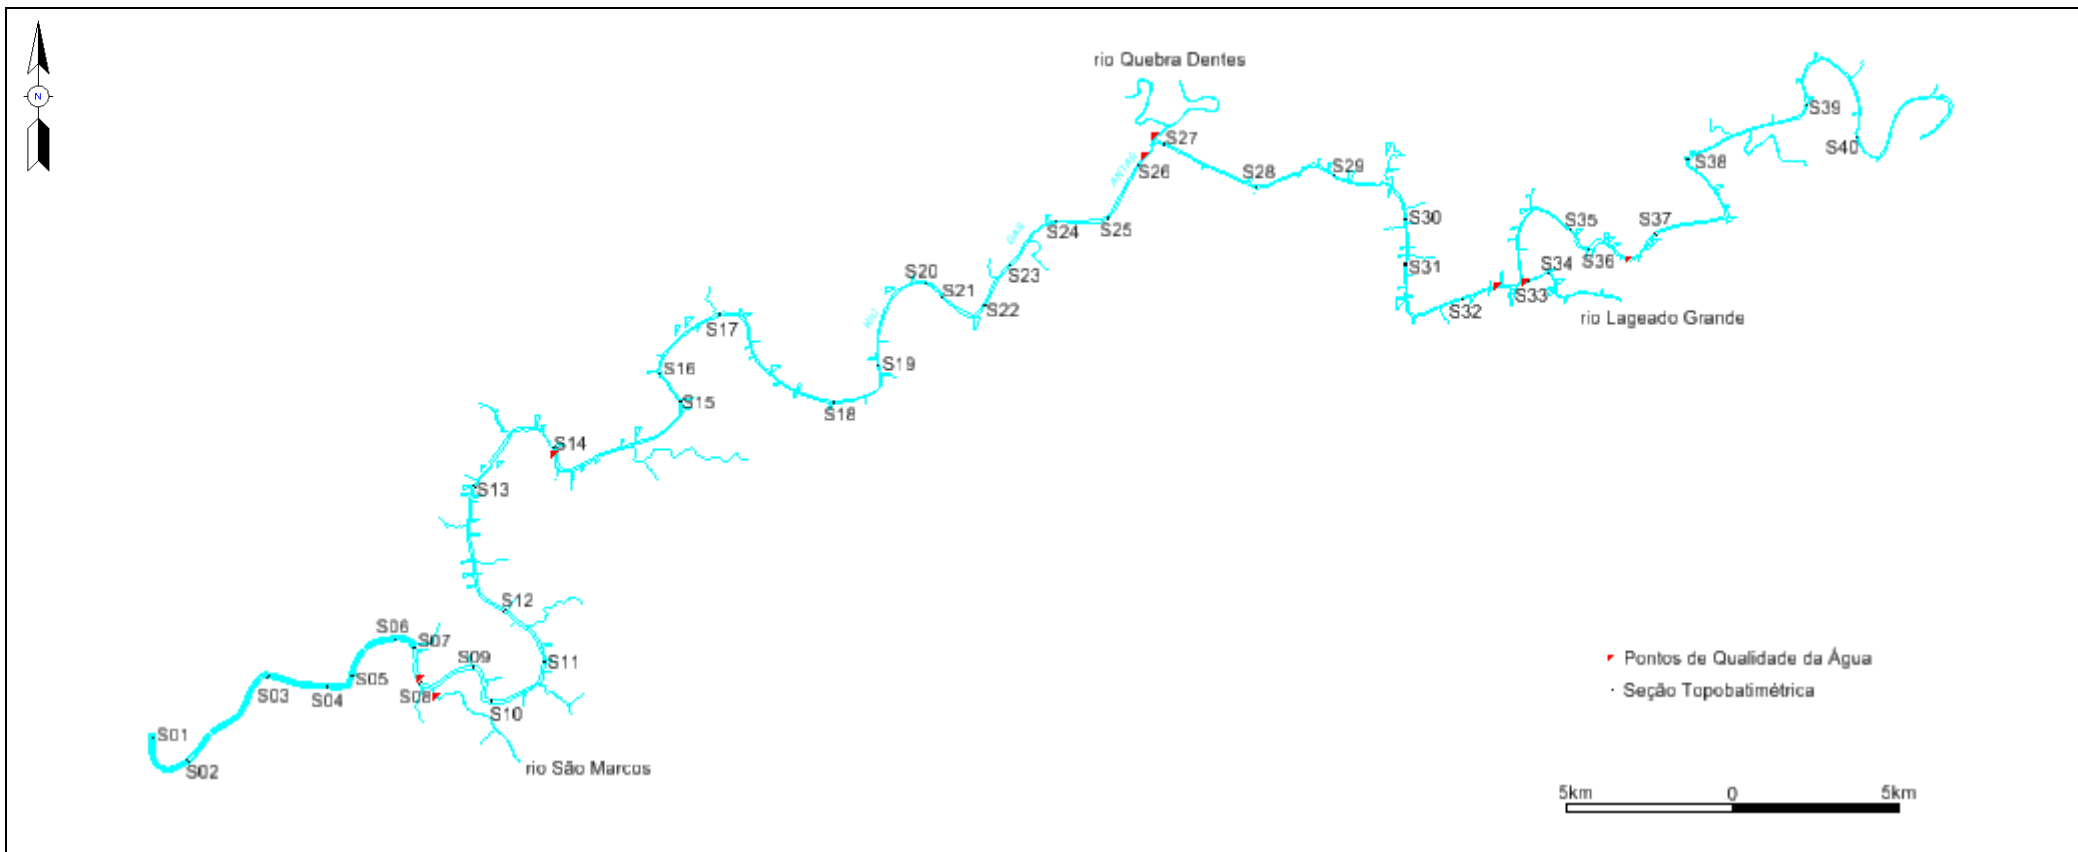 N
rio Quebra Dentes
S39
S27
S40
S26
S38
S28
S29
ANTAS
S30
S35
S37
S24
S25
DAS
S36
S31
S34
S23
S20
S21
S33
S22
S32
rio Lageado Grande
RIO
S17
S19
S16
S15
S18
S14
S13
S12
S06
S07
S09
S11
Pontos de Qualidade da Água
S05
S03
S04
S08
Seção Topobatimétrica
S10
S01
rio São Marcos
S02
5km 0 5km